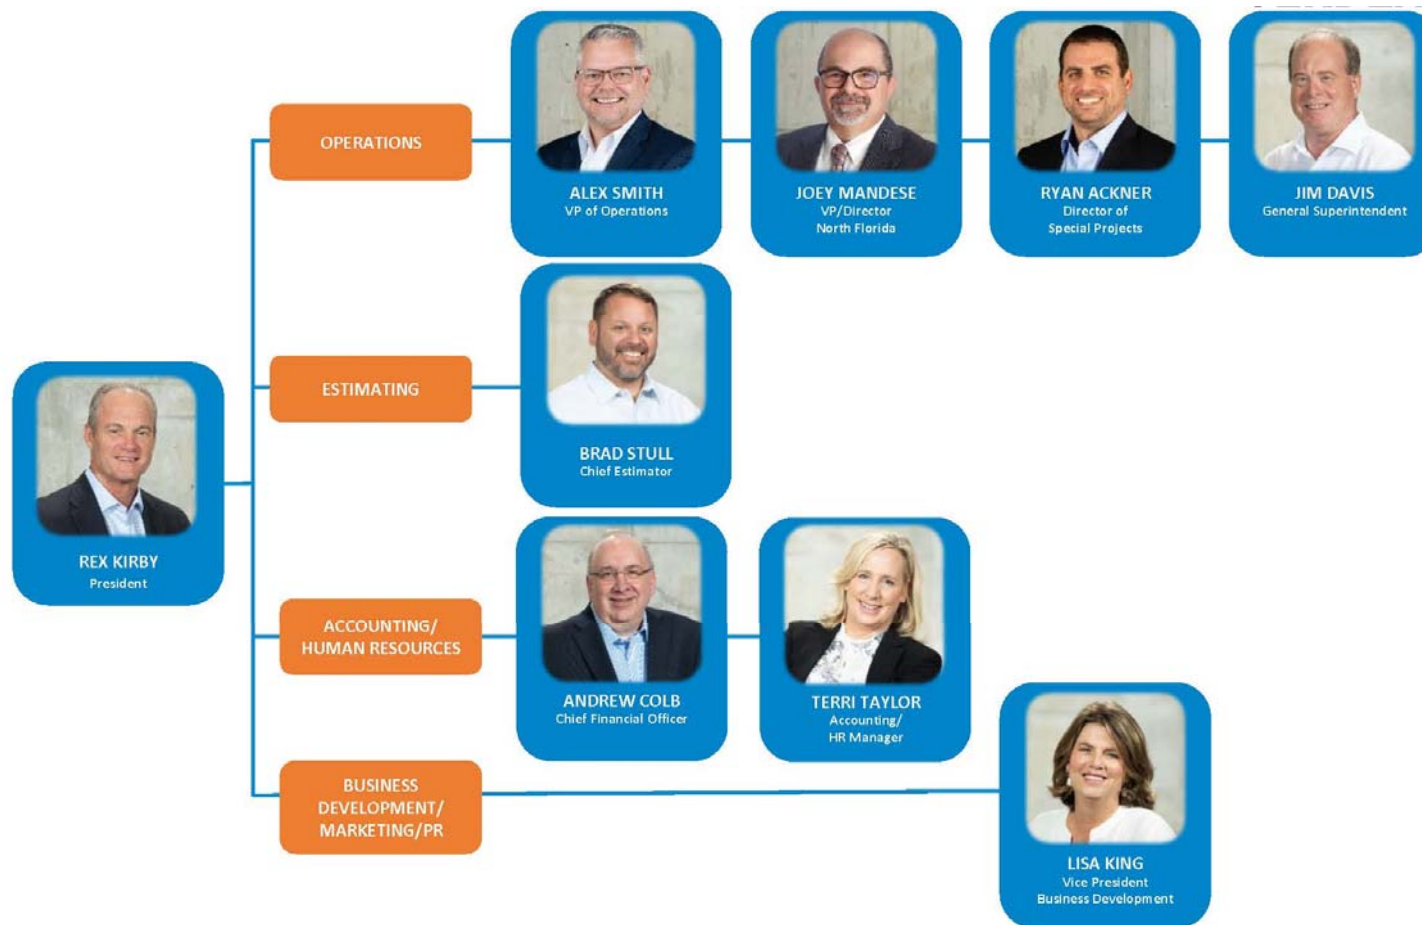 OPERATIONS
ALEX SMITH
VP of Operations
JOEY MANDESE
VP/Director
North Florida
RYAN ACKNER
Director of
Special Projects
JIM DAVIS
General Superintendent
ESTIMATING
BRAD STULL
Chief Estimator
REX KIRBY
President
ACCOUNTING/
HUMAN RESOURCES
ANDREW COLB
Chief Financial Officer
TERRI TAYLOR
Accounting/
HR Manager
BUSINESS
DEVELOPMENT/
MARKETING/PR
LISA KING
Vice President
Business Development